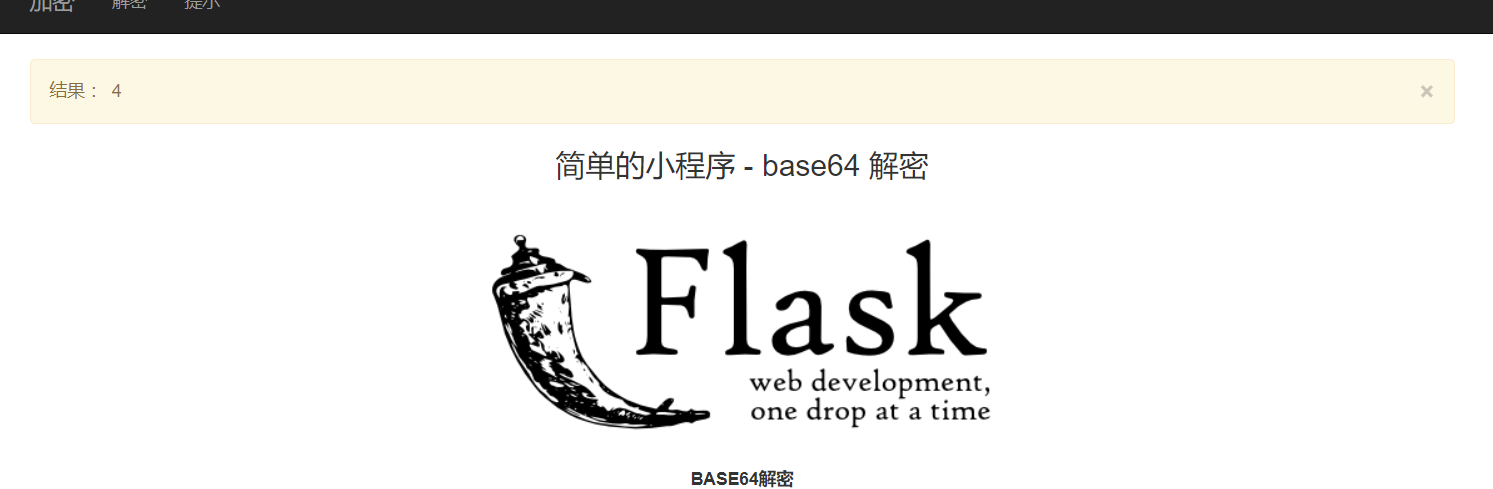 加密 解密 提示
结果： 4
×
简单的小程序 - base64 解密
Flask
web development,
one drop at a time
BASE64解密